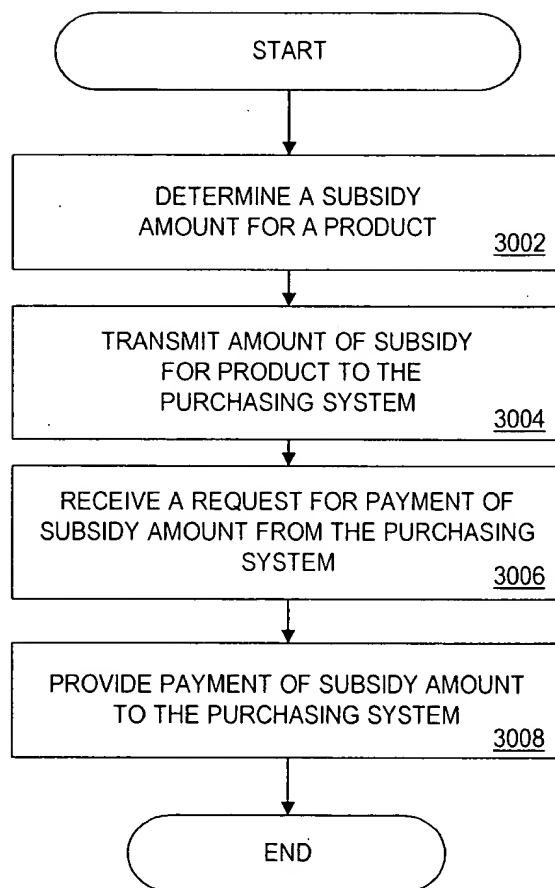 START
DETERMINE A SUBSIDY
AMOUNT FOR A PRODUCT
3002
TRANSMIT AMOUNT OF SUBSIDY
FOR PRODUCT TO THE
PURCHASING SYSTEM
3004
RECEIVE A REQUEST FOR PAYMENT OF
SUBSIDY AMOUNT FROM THE PURCHASING
SYSTEM
3006
PROVIDE PAYMENT OF SUBSIDY AMOUNT
TO THE PURCHASING SYSTEM
3008
END